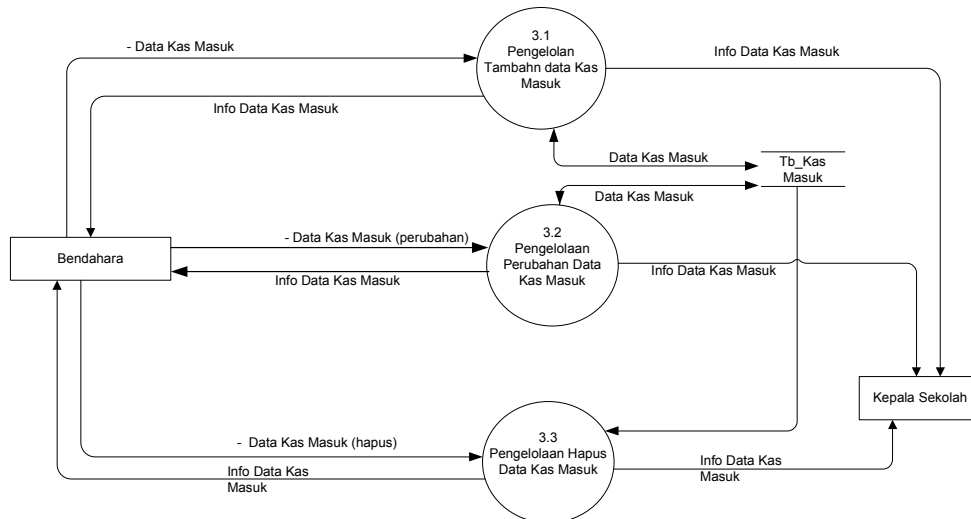 3.1
Pengelolan
Tambahn data Kas
Masuk
- Data Kas Masuk
Info Data Kas Masuk
Info Data Kas Masuk
Data Kas Masuk
Tb_Kas
Masuk
Data Kas Masuk
3.2
Pengelolaan
Perubahan Data
Kas Masuk
- Data Kas Masuk (perubahan)
Bendahara
Info Data Kas Masuk
Info Data Kas Masuk
Kepala Sekolah
3.3
Pengelolaan Hapus
Data Kas Masuk
- Data Kas Masuk (hapus)
Info Data Kas
Masuk
Info Data Kas
Masuk